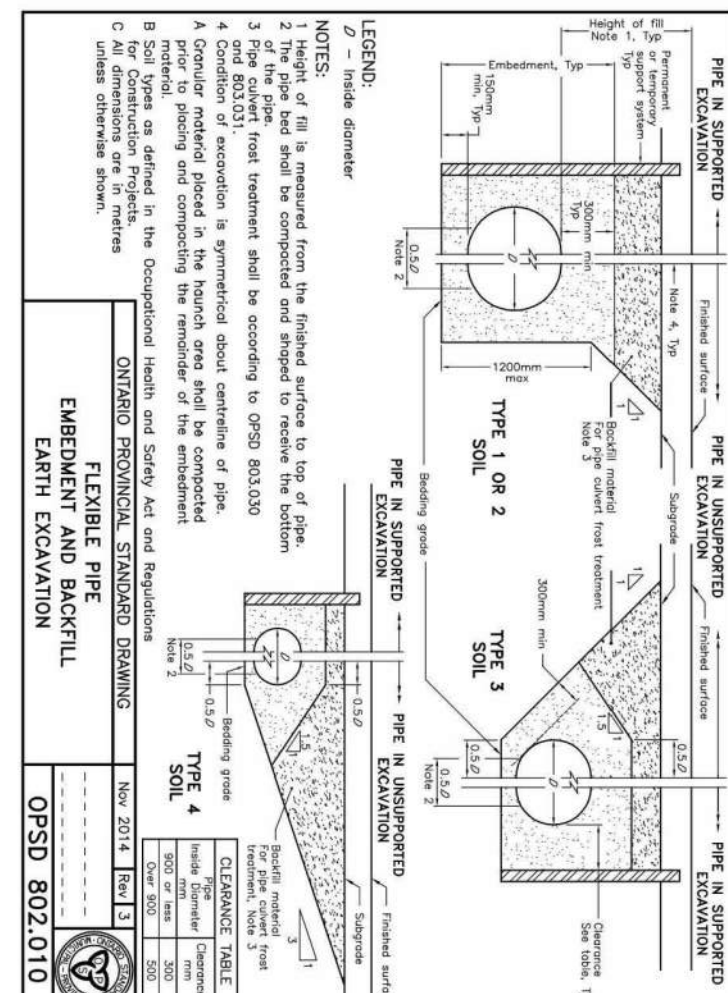 PIPE IN SUPPORTED
EXCAVATION
PIPE IN UNSUPPORTED
EXCAVATION
PIPE IN SUPPORTED
EXCAVATION
Height of fill
Note 1, Typ
Permanent
or temporary
support system
Typ
Finished surface
Subgrade
Finished surface
Note 4, Typ
Embedment, Typ
150mm
min, Typ
300mm min
Typ
D
0.5D
Note 2
1200mm
max
1
1
Backfill material
For pipe culvert frost treatment
Note 3
1
1
300mm min
1.5
1
0.5D
0.5D
D
0.5D
Note 2
Clearance
See table,
TYPE 1 OR 2
SOIL
TYPE 3
SOIL
Bedding grade
PIPE IN SUPPORTED
EXCAVATION
PIPE IN UNSUPPORTED
EXCAVATION
Finished
Subgrade
0.5D
D
0.5D
Note 2
0.5D
1.5
1
3
1
Bedding grade
Backfill material
For pipe culvert frost
treatment, Note 3
TYPE 4
SOIL
CLEARANCE TABLE
Pipe
Inside Diameter
mm
Clearance
mm
900 or less
300
Over 900
500
LEGEND:
D – Inside diameter
NOTES:
1 Height of fill is measured from the finished surface to top of pipe.
2 The pipe bed shall be compacted and shaped to receive the bottom
of the pipe.
3 Pipe culvert frost treatment shall be according to OPSD 803.030
and 803.031.
4 Condition of excavation is symmetrical about centreline of pipe.
A Granular material placed in the haunch area shall be compacted
prior to placing and compacting the remainder of the embedment
material.
B Soil types as defined in the Occupational Health and Safety Act and Regulations
for Construction Projects.
C All dimensions are in metres
unless otherwise shown.
ONTARIO PROVINCIAL STANDARD DRAWING
Nov 2014
Rev 3
FLEXIBLE PIPE
EMBEDMENT AND BACKFILL
EARTH EXCAVATION
OPSD 802.010